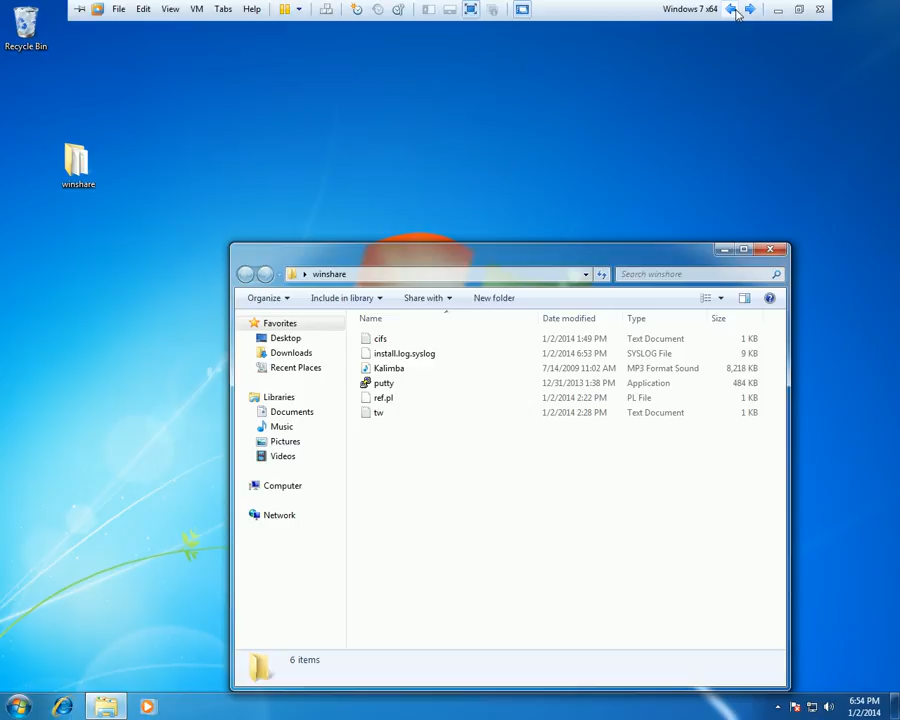 File Edit View VM Tabs Help Windows 7 x64
Recycle Bin
winshare
winshare Search winshare
Organize Include in library Share with New folder
Name Date modified Type Size
Favorites
Desktop
Downloads
Recent Places
Libraries
Documents
Music
Pictures
Videos
Computer
Network
cifs 1/2/2014 1:49 PM Text Document 1 KB
install.log.syslog 1/2/2014 6:53 PM SYSLOG File 9 KB
Kalimba 7/14/2009 11:02 AM MP3 Format Sound 8,218 KB
putty 12/31/2013 1:38 PM Application 484 KB
ref.pl 1/2/2014 2:22 PM PL File 1 KB
tw 1/2/2014 2:28 PM Text Document 1 KB
6 items
6:54 PM
1/2/2014